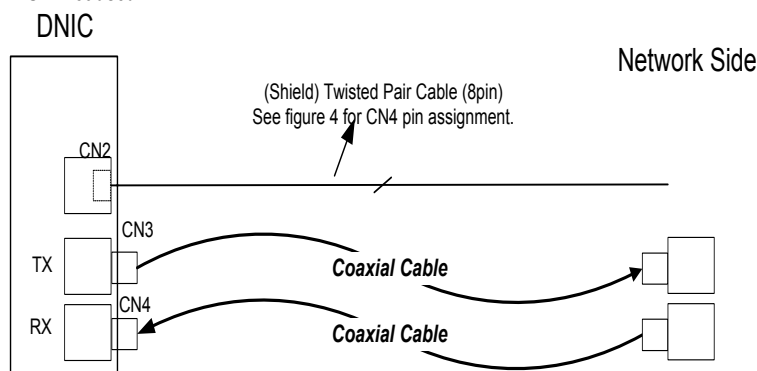 DNIC
Network Side
(Shield) Twisted Pair Cable (8pin)
See figure 4 for CN4 pin assignment.
CN2
CN3
TX
Coaxial Cable
CN4
RX
Coaxial Cable